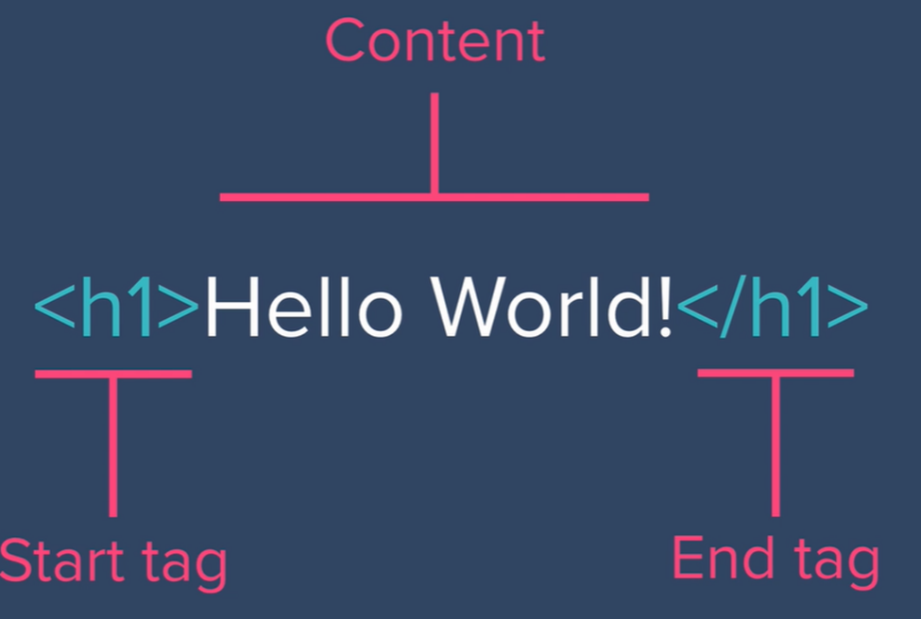 Content
<h1>Hello World!</h1>
Start tag
End tag